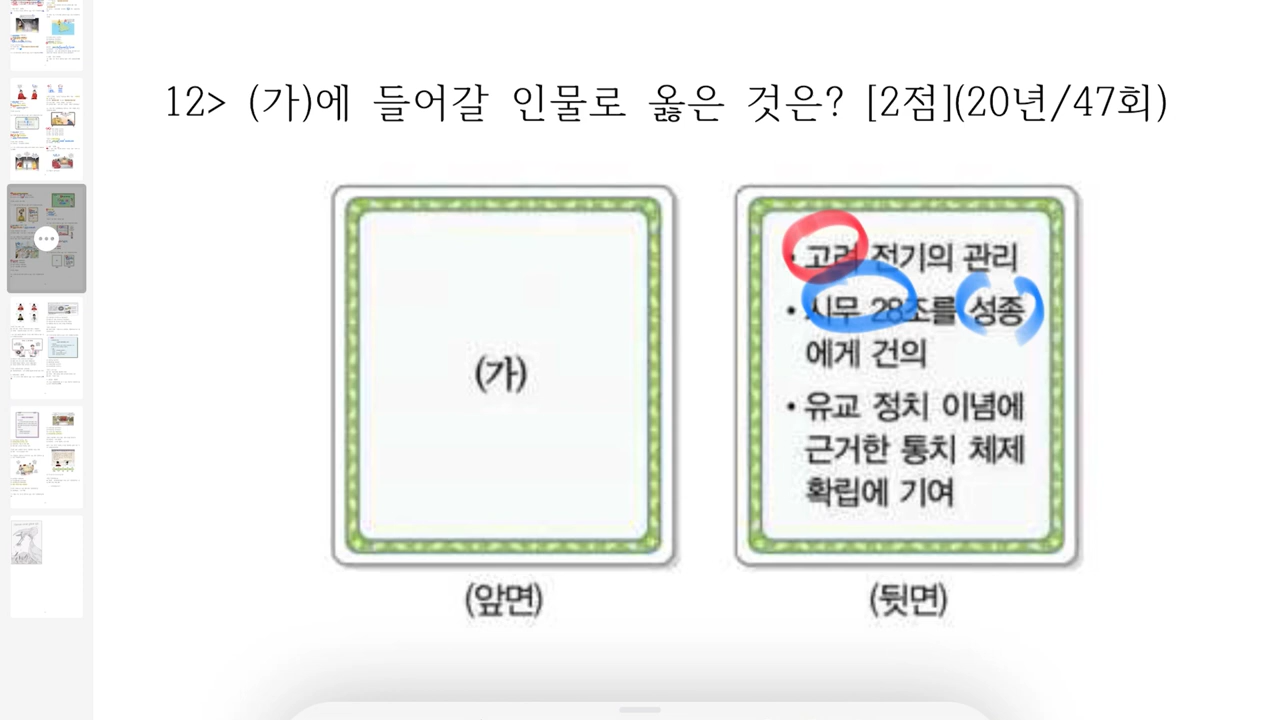 12> (가)에 들어갈 인물로 옳은 것은? [2점](20년/47회)
(가)
(앞면)
• 고려 전기의 관리
• 시무 28조를 성종
에게 건의
• 유교 정치 이념에
근거한 통치 체제
확립에 기여
(뒷면)